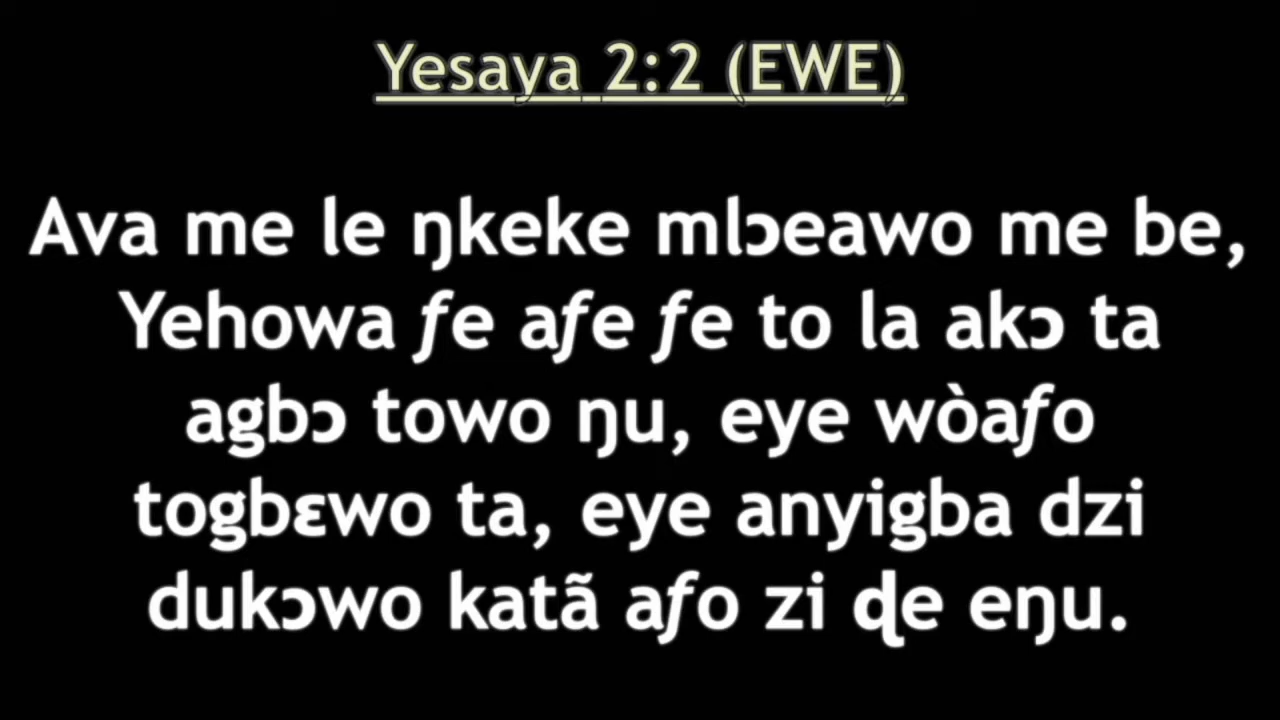 Yesaya 2:2 (EWE)
Ava me le ŋkeke mlɔeawo me be,
Yehowa ƒe aƒe ƒe to la akɔ ta
agbɔ towo ŋu, eye wòaƒo
togbɛwo ta, eye anyigba dzi
dukɔwo katã aƒo zi ɖe eŋu.